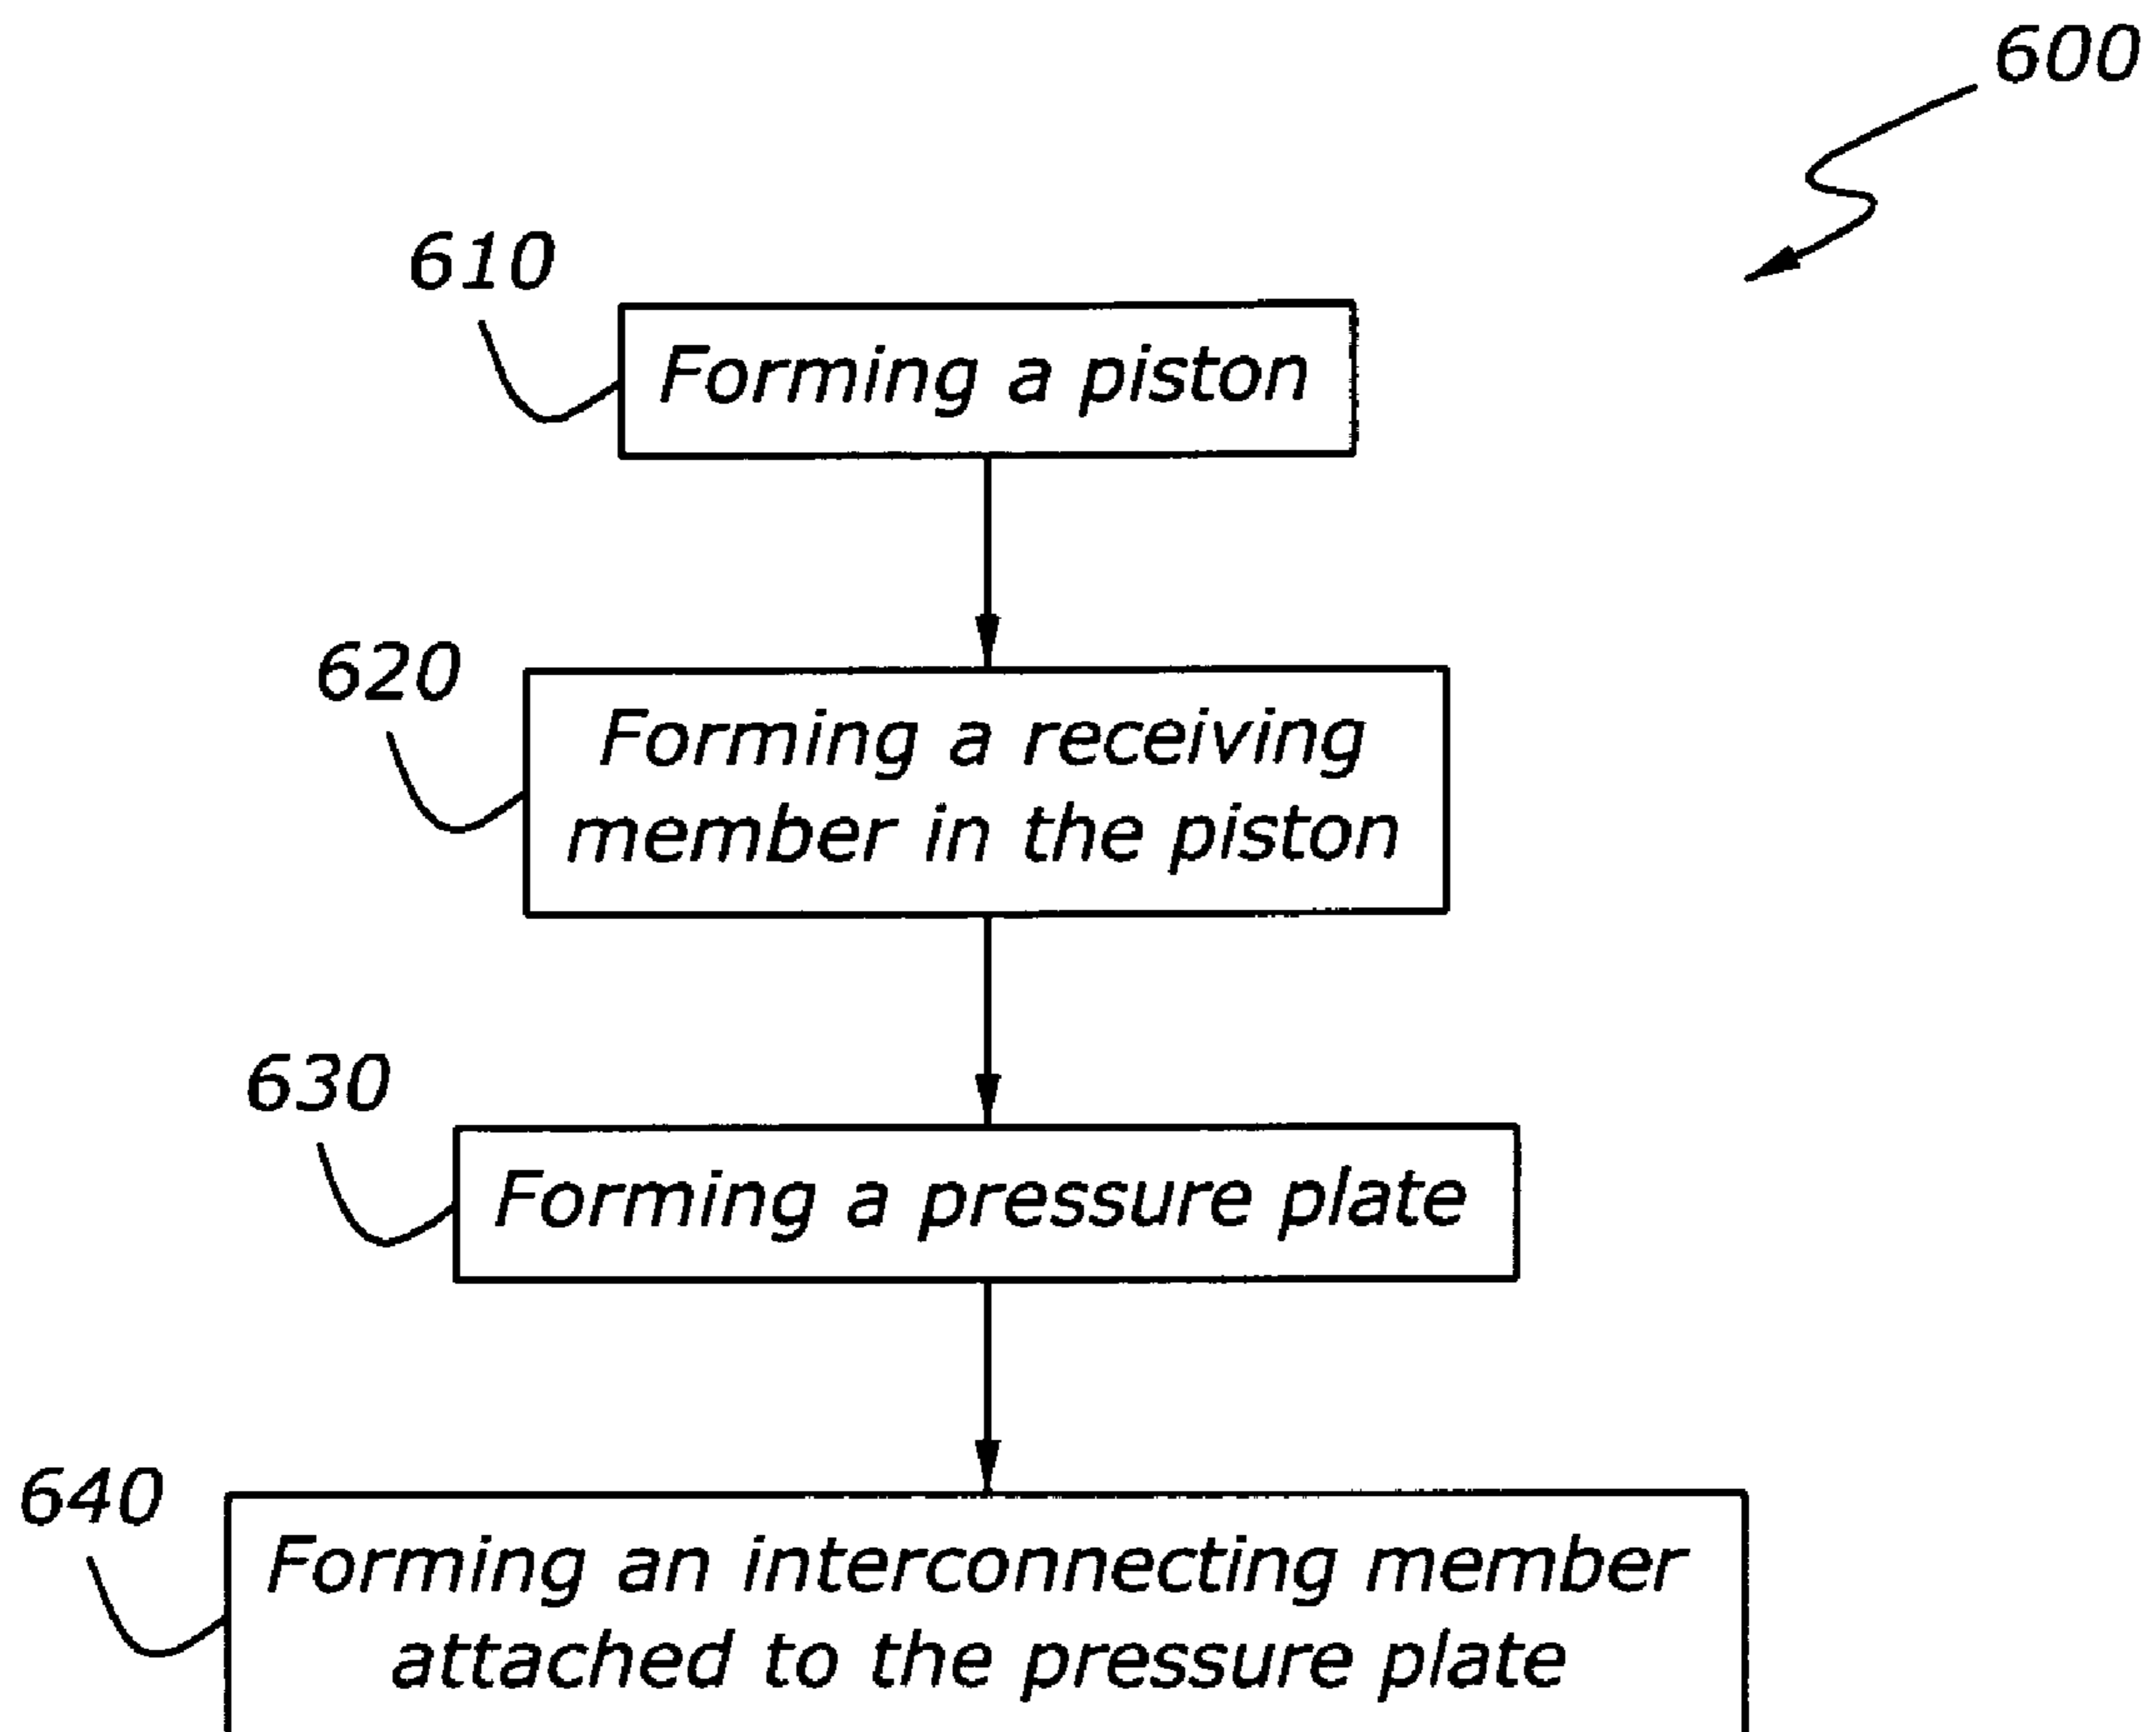 600
610
Forming a piston
620
Forming a receiving
member in the piston
630
Forming a pressure plate
640
Forming an interconnecting member
attached to the pressure plate